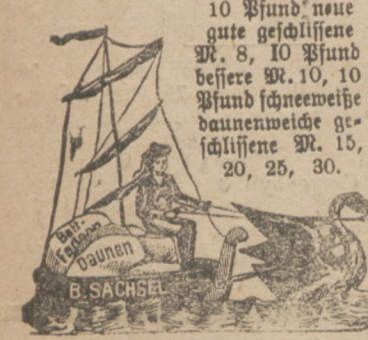 10 Pfund neue
gute geschlissene
M. 8, 10 Pfund
bessere M. 10, 10
Pfund schneeweiße
daunenweiche ge-
schlissene M. 15,
20, 25, 30.
Bett-
federn
Daunen
B. SACHSEL